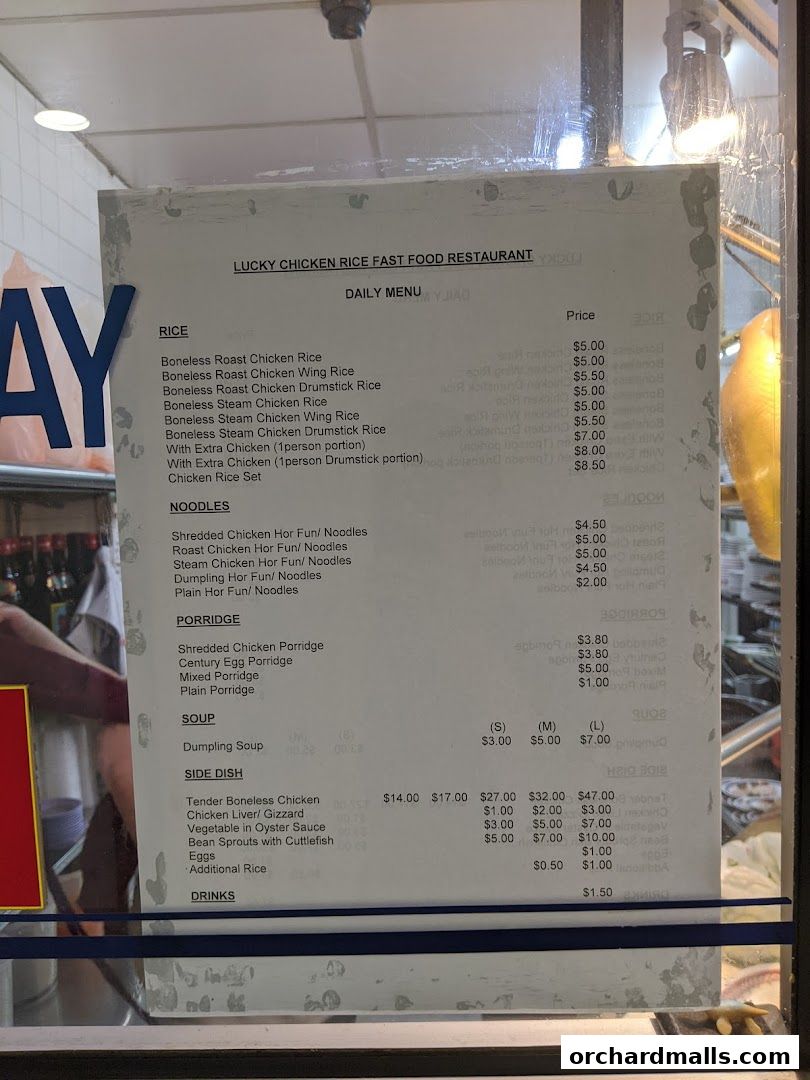 AY
LUCKY CHICKEN RICE FAST FOOD RESTAURANT
DAILY MENU
Price
RICE
Boneless Roast Chicken Rice $5.00
Boneless Roast Chicken Wing Rice $5.00
Boneless Roast Chicken Drumstick Rice $5.50
Boneless Steam Chicken Rice $5.00
Boneless Steam Chicken Wing Rice $5.00
Boneless Steam Chicken Drumstick Rice $5.50
With Extra Chicken (1person portion) $7.00
With Extra Chicken (1person Drumstick portion) $8.00
Chicken Rice Set $8.50
NOODLES
Shredded Chicken Hor Fun/ Noodles $4.50
Roast Chicken Hor Fun/ Noodles $5.00
Steam Chicken Hor Fun/ Noodles $5.00
Dumpling Hor Fun/ Noodles $4.50
Plain Hor Fun/ Noodles $2.00
PORRIDGE
Shredded Chicken Porridge $3.80
Century Egg Porridge $3.80
Mixed Porridge $5.00
Plain Porridge $1.00
SOUP
(S) (M) (L)
Dumpling Soup $3.00 $5.00 $7.00
SIDE DISH
Tender Boneless Chicken $14.00 $17.00 $27.00 $32.00 $47.00
Chicken Liver/ Gizzard $1.00 $2.00 $3.00
Vegetable in Oyster Sauce $3.00 $5.00 $7.00
Bean Sprouts with Cuttlefish $5.00 $7.00 $10.00
Eggs $1.00
Additional Rice $0.50 $1.00
DRINKS $1.50
orchardmalls.com